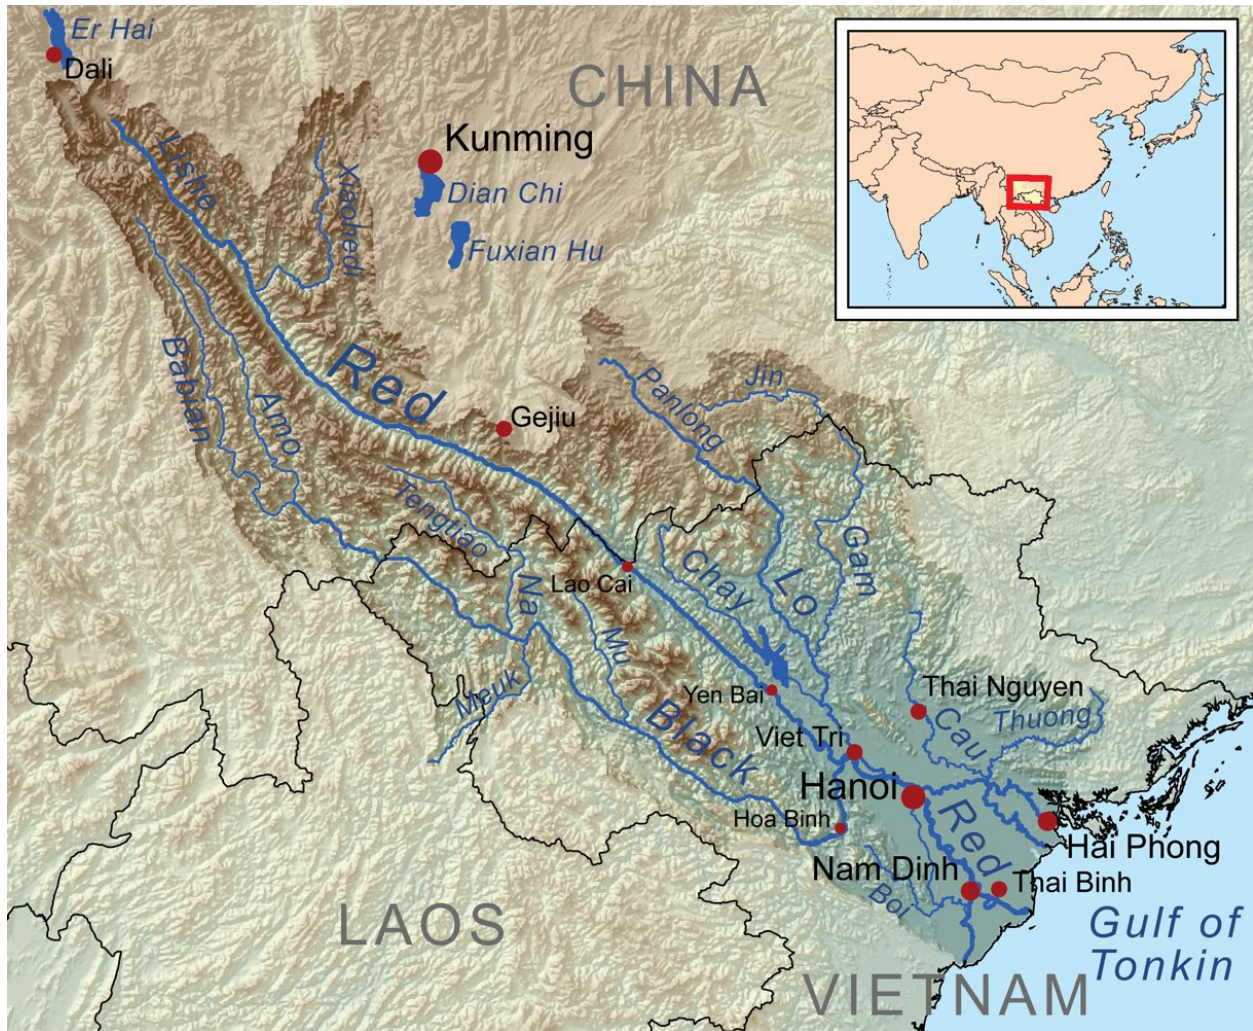 Er Hai
Dali
CHINA
Kunming
Lishe
Xiaohedi
Dian Chi
Fuxian Hu
Babian
Amo
Red
Gejiu
Panlong
Jin
Tengtiao
Na
Lao Cai
Chay
Lo
Gam
Mu
Meuk
Yen Bai
Black
Thai Nguyen
Thuong
Cau
Viet Tri
Hanoi
Red
Hoa Binh
Hai Phong
Nam Dinh
Thai Binh
Boi
LAOS
Gulf of
Tonkin
VIETNAM